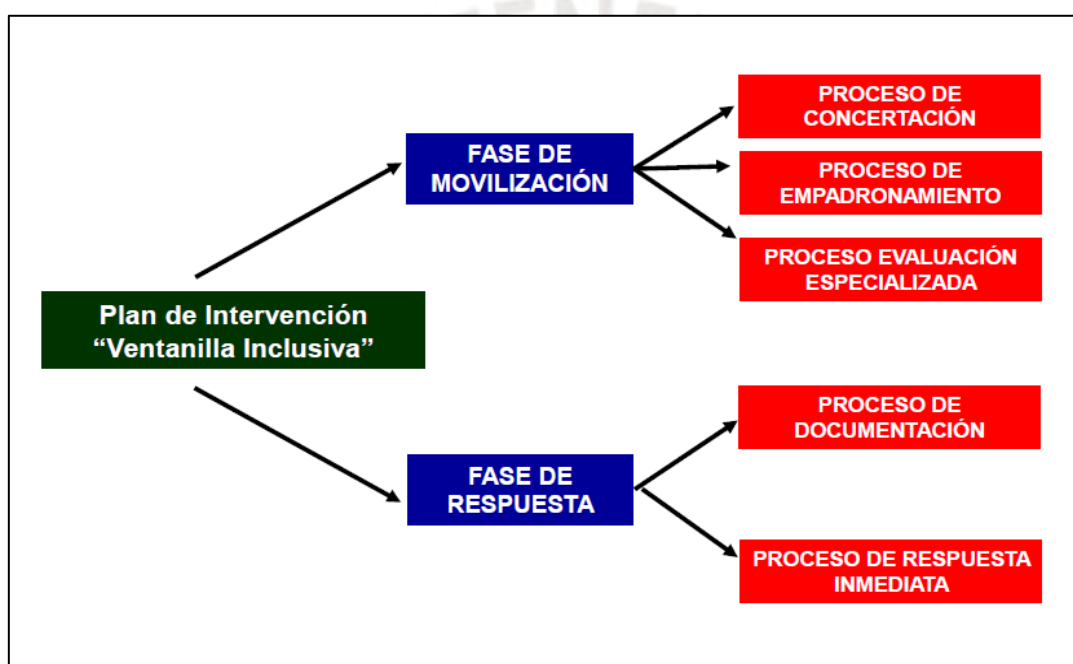 Plan de Intervención
“Ventanilla Inclusiva”
FASE DE
MOVILIZACIÓN
PROCESO DE
CONCERTACIÓN
PROCESO DE
EMPADRONAMIENTO
PROCESO EVALUACIÓN
ESPECIALIZADA
FASE DE
RESPUESTA
PROCESO DE
DOCUMENTACIÓN
PROCESO DE RESPUESTA
INMEDIATA